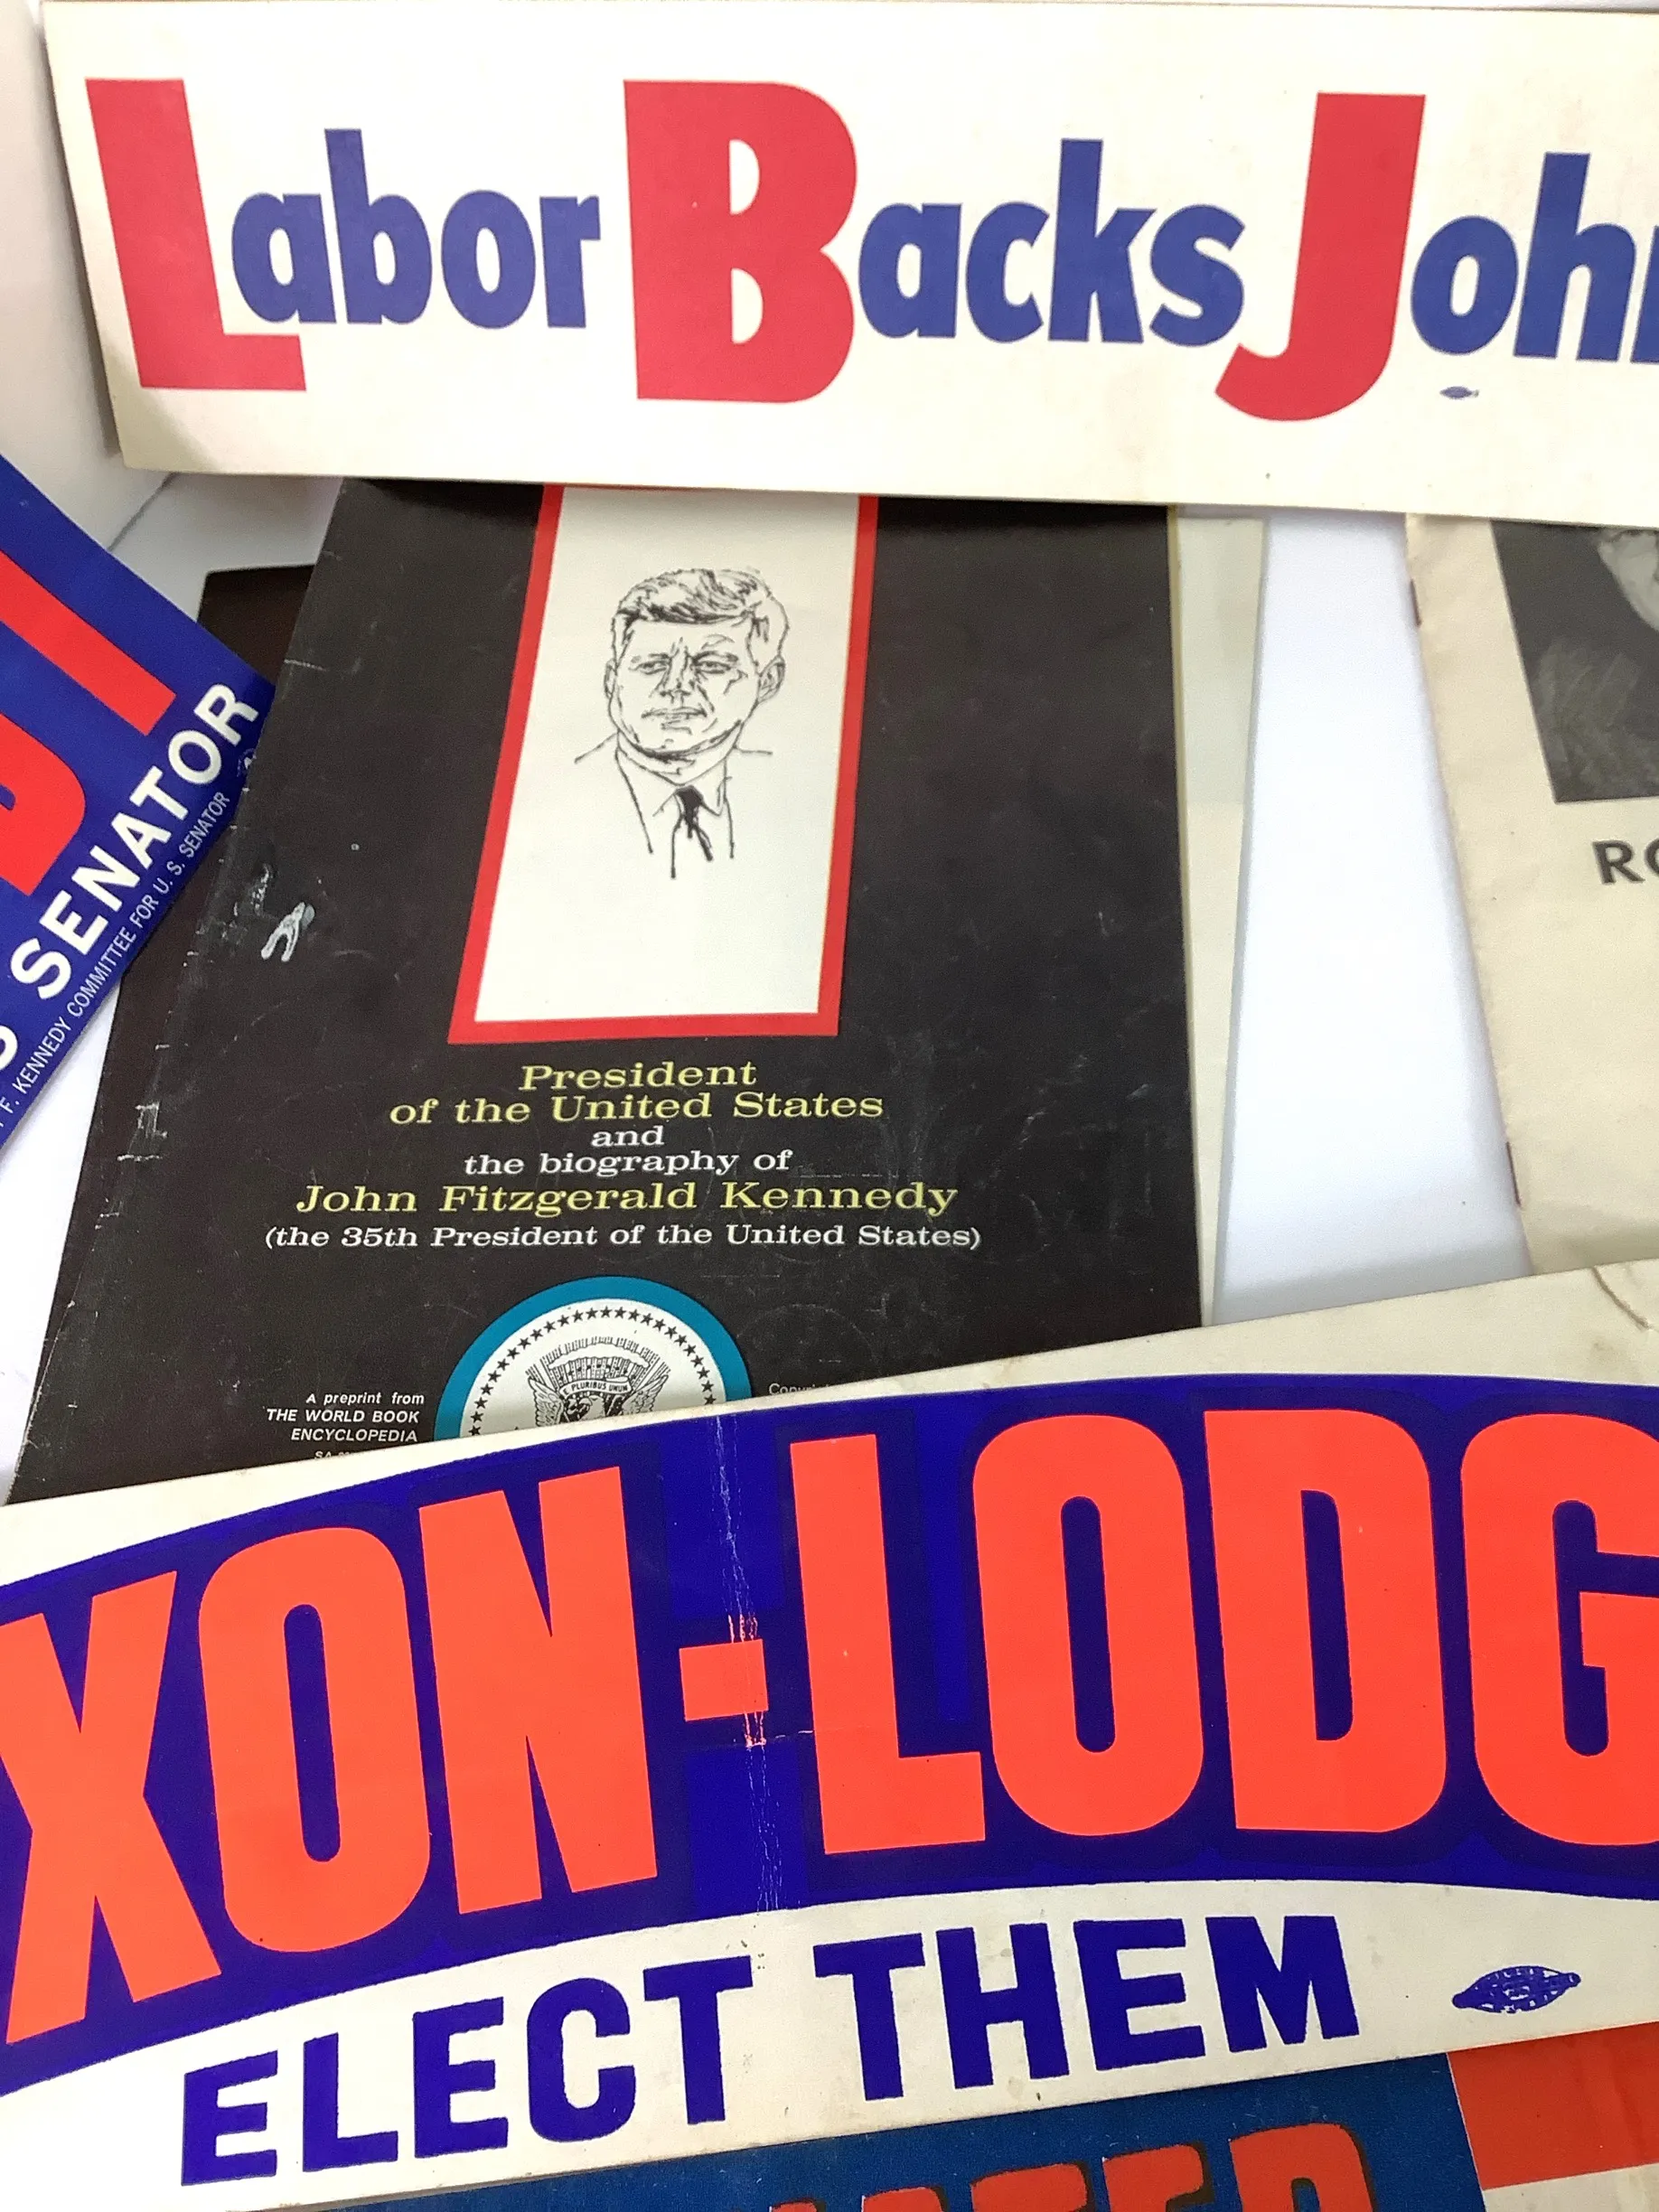 Labor Backs John
SENATOR
F. KENNEDY COMMITTEE FOR U. S. SENATOR
President
of the United States
and
the biography of
John Fitzgerald Kennedy
(the 35th President of the United States)
A preprint from
THE WORLD BOOK
ENCYCLOPEDIA
E PLURIBUS UNUM
RO
XON-LODG
ELECT THEM